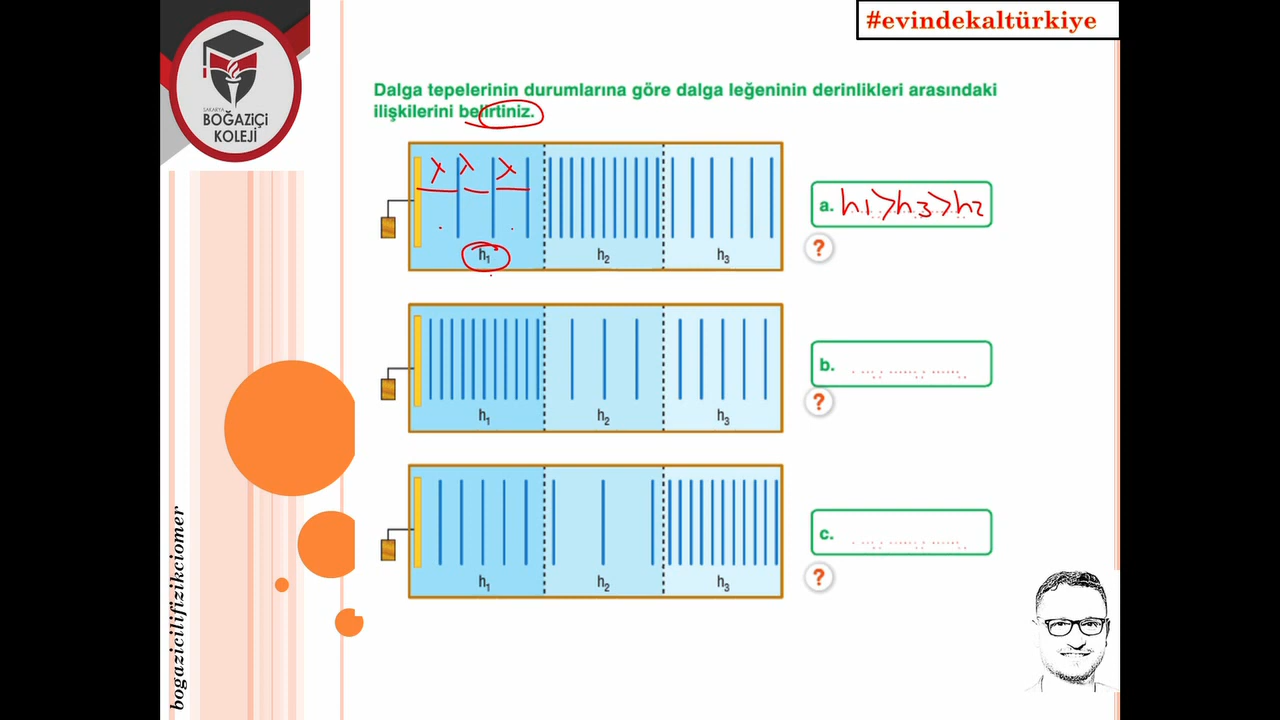 #evindekaltürkiye
SAKARYA
BOĞAZİÇİ
KOLEJİ
Dalga tepelerinin durumlarına göre dalga leğeninin derinlikleri arasındaki
ilişkilerini belirtiniz.
λ λ λ
h1 h2 h3
a. h1>h3>h2
?
h1 h2 h3
b.
?
h1 h2 h3
c.
?
bogazicilifizikciomer